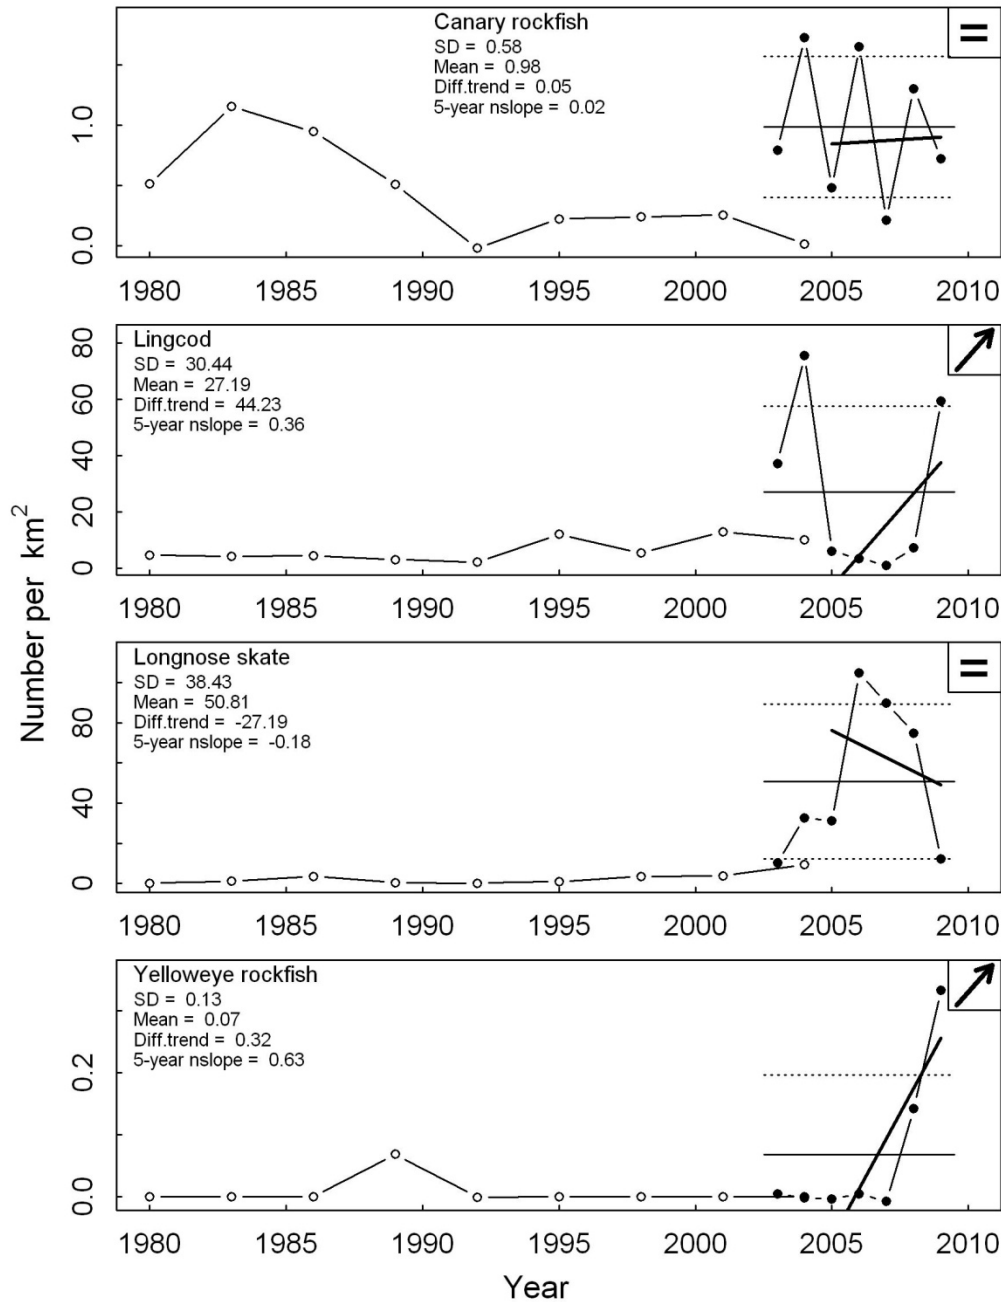 Canary rockfish
SD = 0.58
Mean = 0.98
Diff.trend = 0.05
5-year nslope = 0.02
=
1.0
0.0
1980 1985 1990 1995 2000 2005 2010
Lingcod
SD = 30.44
Mean = 27.19
Diff.trend = 44.23
5-year nslope = 0.36
80
60
40
20
0
1980 1985 1990 1995 2000 2005 2010
Number per km²
Longnose skate
SD = 38.43
Mean = 50.81
Diff.trend = -27.19
5-year nslope = -0.18
=
80
40
0
1980 1985 1990 1995 2000 2005 2010
Yelloweye rockfish
SD = 0.13
Mean = 0.07
Diff.trend = 0.32
5-year nslope = 0.63
0.2
0.0
1980 1985 1990 1995 2000 2005 2010
Year